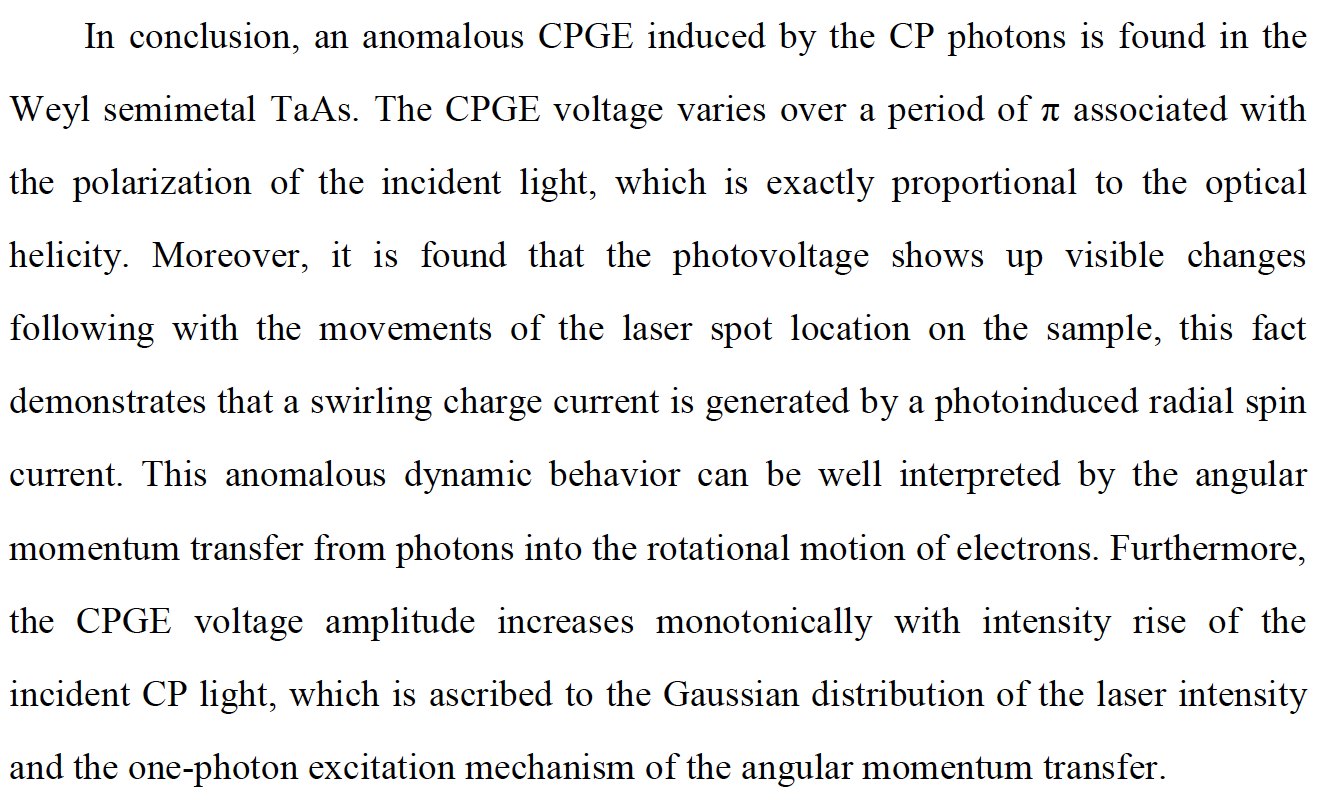 In conclusion, an anomalous CPGE induced by the CP photons is found in the
Weyl semimetal TaAs. The CPGE voltage varies over a period of π associated with
the polarization of the incident light, which is exactly proportional to the optical
helicity. Moreover, it is found that the photovoltage shows up visible changes
following with the movements of the laser spot location on the sample, this fact
demonstrates that a swirling charge current is generated by a photoinduced radial spin
current. This anomalous dynamic behavior can be well interpreted by the angular
momentum transfer from photons into the rotational motion of electrons. Furthermore,
the CPGE voltage amplitude increases monotonically with intensity rise of the
incident CP light, which is ascribed to the Gaussian distribution of the laser intensity
and the one-photon excitation mechanism of the angular momentum transfer.